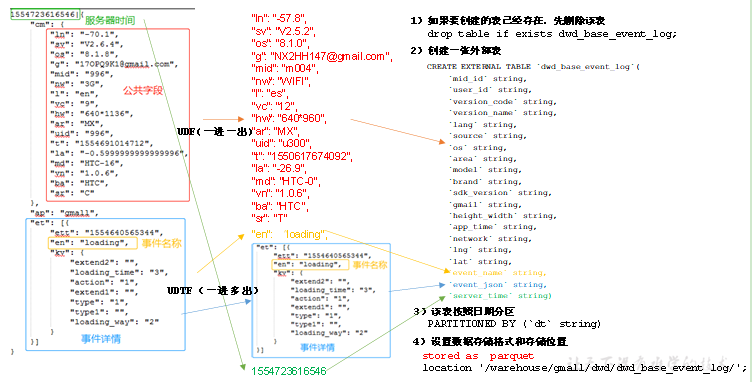 1554723616546|{
服务器时间
"cm": {
"ln": "-70.1",
"sv": "V2.6.4",
"os": "8.1.8",
"g": "17OPQ9K1@gmail.com",
"mid": "996",
"nw": "3G",
"l": "en",
"vc": "9",
"hw": "640*1136",
"ar": "MX",
"uid": "996",
"t": "1554691014712",
"la": "-0.5999999999999996",
"md": "HTC-16",
"vn": "1.0.6",
"ba": "HTC",
"sr": "C"
公共字段
},
"ap": "gmall",
"et": [{
"ett": "1554640565344",
"en": "loading",
事件名称
"kv": {
"extend2": "",
"loading_time": "3",
"action": "1",
"extend1": "",
"type": "1",
"type1": "",
"loading_way": "2"
}
事件详情
}]
}
UDF(一进一出)
UDTF (一进多出)
"ln": "-57.8",
"sv": "V2.5.2",
"os": "8.1.0",
"g": "NX2HH147@gmail.com",
"mid": "m004",
"nw": "WIFI",
"l": "es",
"vc": "12",
"hw": "640*960",
"ar": "MX",
"uid": "u300",
"t": "1550617674092",
"la": "-26.9",
"md": "HTC-0",
"vn": "1.0.6",
"ba": "HTC",
"sr": "T"
"en": loading",
"et": [{
"ett": "1554640565344",
"en": "loading",
事件名称
"kv": {
"extend2": "",
"loading_time": "3",
"action": "1",
"extend1": "",
"type": "1",
"type1": "",
"loading_way": "2"
}
}]
事件详情
1554723616546
1) 如果要创建的表已经存在,先删除该表
drop table if exists dwd_base_event_log;
2) 创建一张外部表
CREATE EXTERNAL TABLE `dwd_base_event_log`(
`mid_id` string,
`user_id` string,
`version_code` string,
`version_name` string,
`lang` string,
`source` string,
`os` string,
`area` string,
`model` string,
`brand` string,
`sdk_version` string,
`gmail` string,
`height_width` string,
`app_time` string,
`network` string,
`lng` string,
`lat` string,
`event_name` string,
`event_json` string,
`server_time` string)
3) 该表按照日期分区
PARTITIONED BY (`dt` string)
4) 设置数据存储格式和存储位置
stored as parquet
location '/warehouse/gmall/dwd/dwd_base_event_log/';